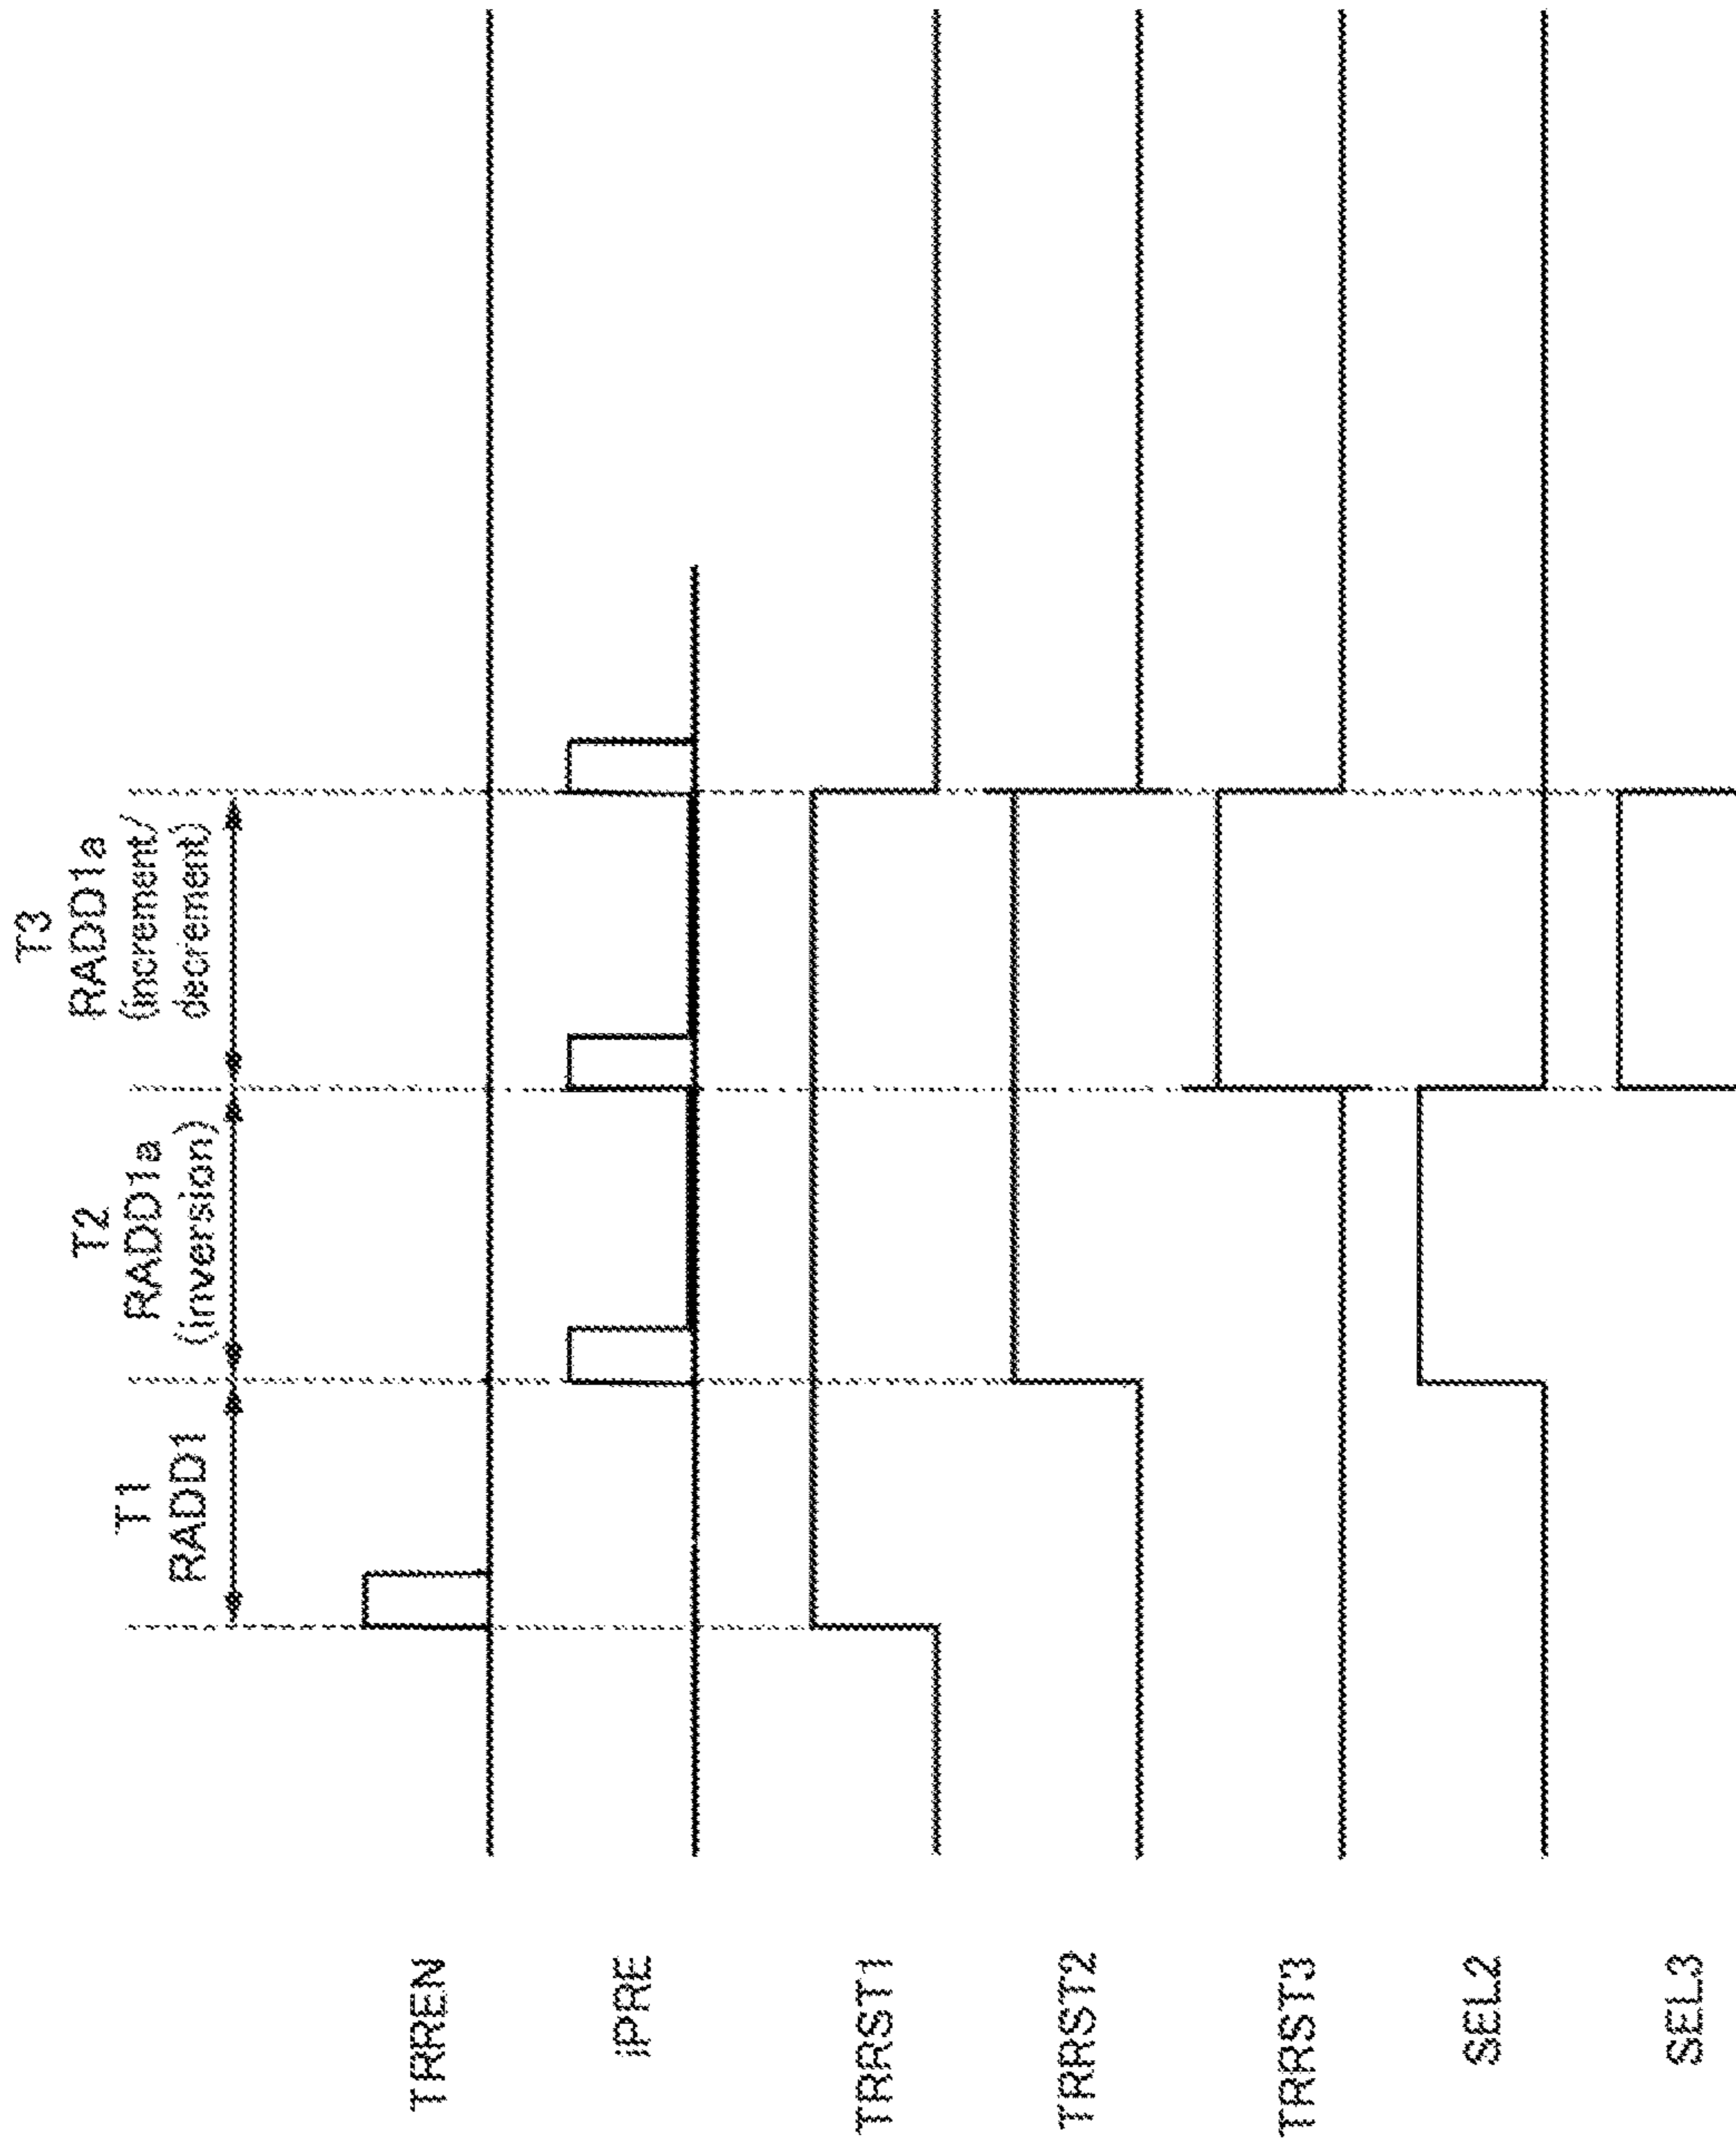 T1
RADD1
T2
RADD1a
(inversion)
T3
RADD1a
(increment/
decrement)
TRREN
IPRE
TRRST1
TRRST2
TRRST3
SEL2
SEL3